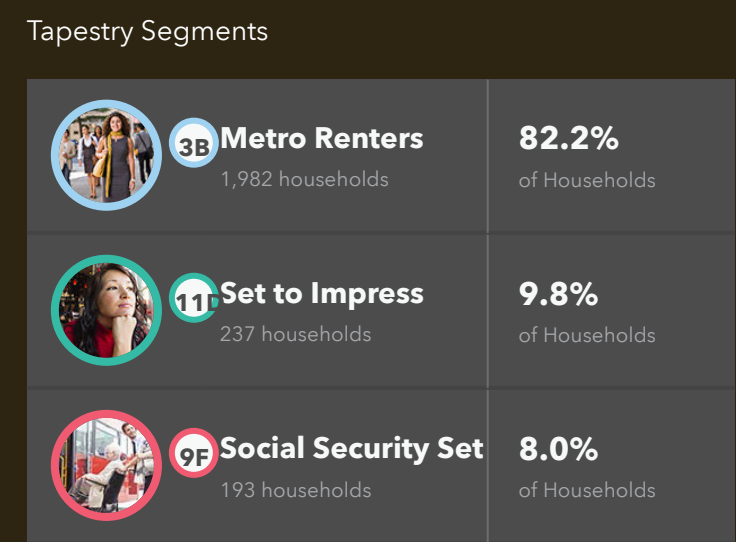 Tapestry Segments
3B Metro Renters
1,982 households
82.2%
of Households
11D Set to Impress
237 households
9.8%
of Households
9F Social Security Set
193 households
8.0%
of Households